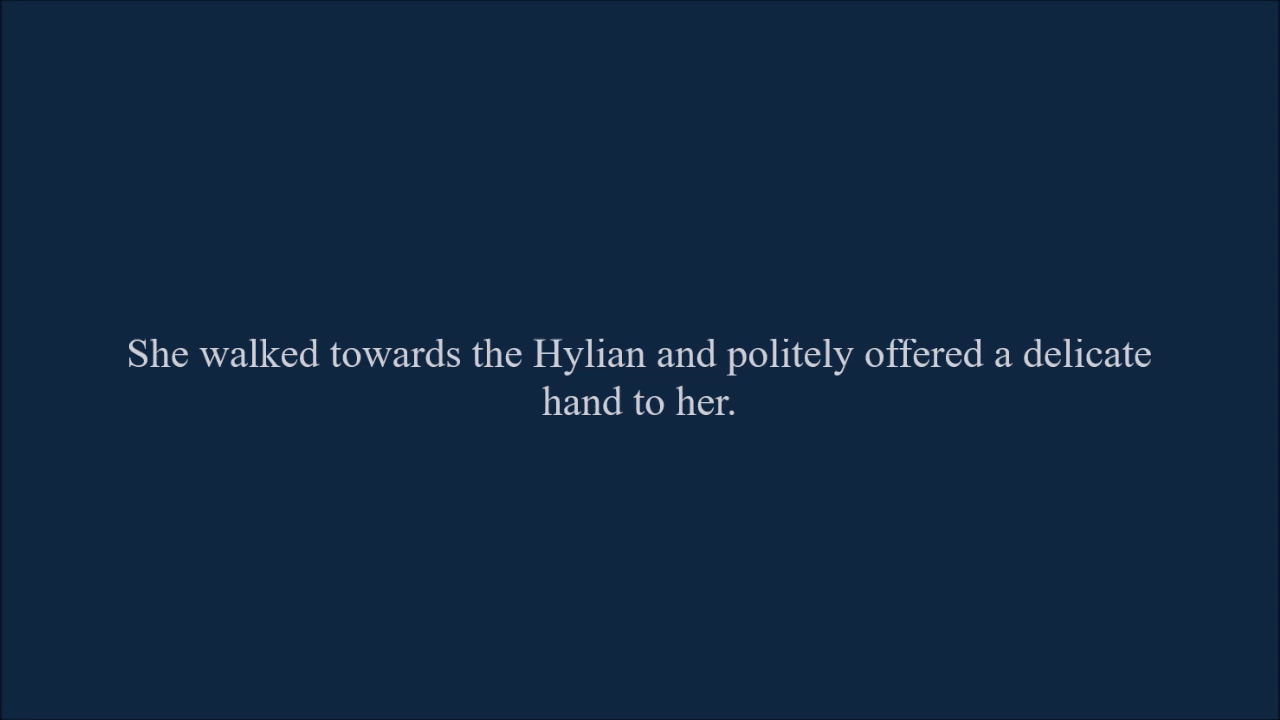 She walked towards the Hylian and politely offered a delicate
hand to her.